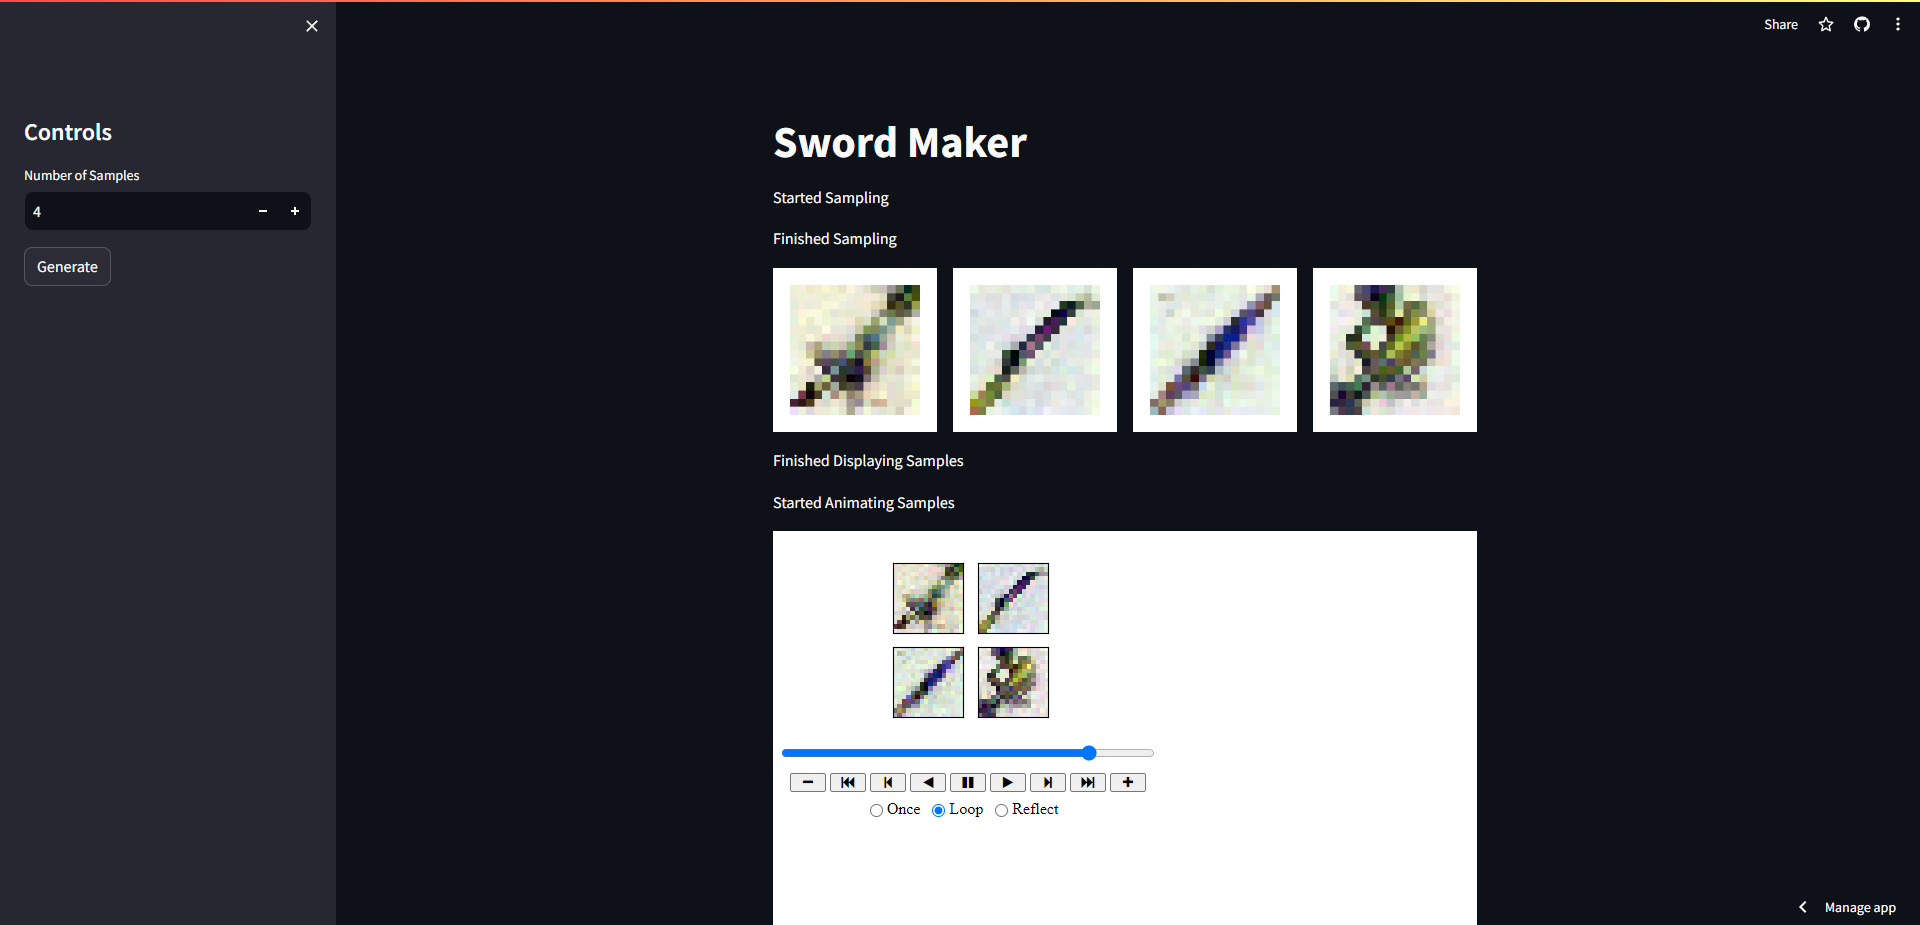 Share
Controls
Number of Samples
4
Generate
Sword Maker
Started Sampling
Finished Sampling
Finished Displaying Samples
Started Animating Samples
Once Loop Reflect
Manage app